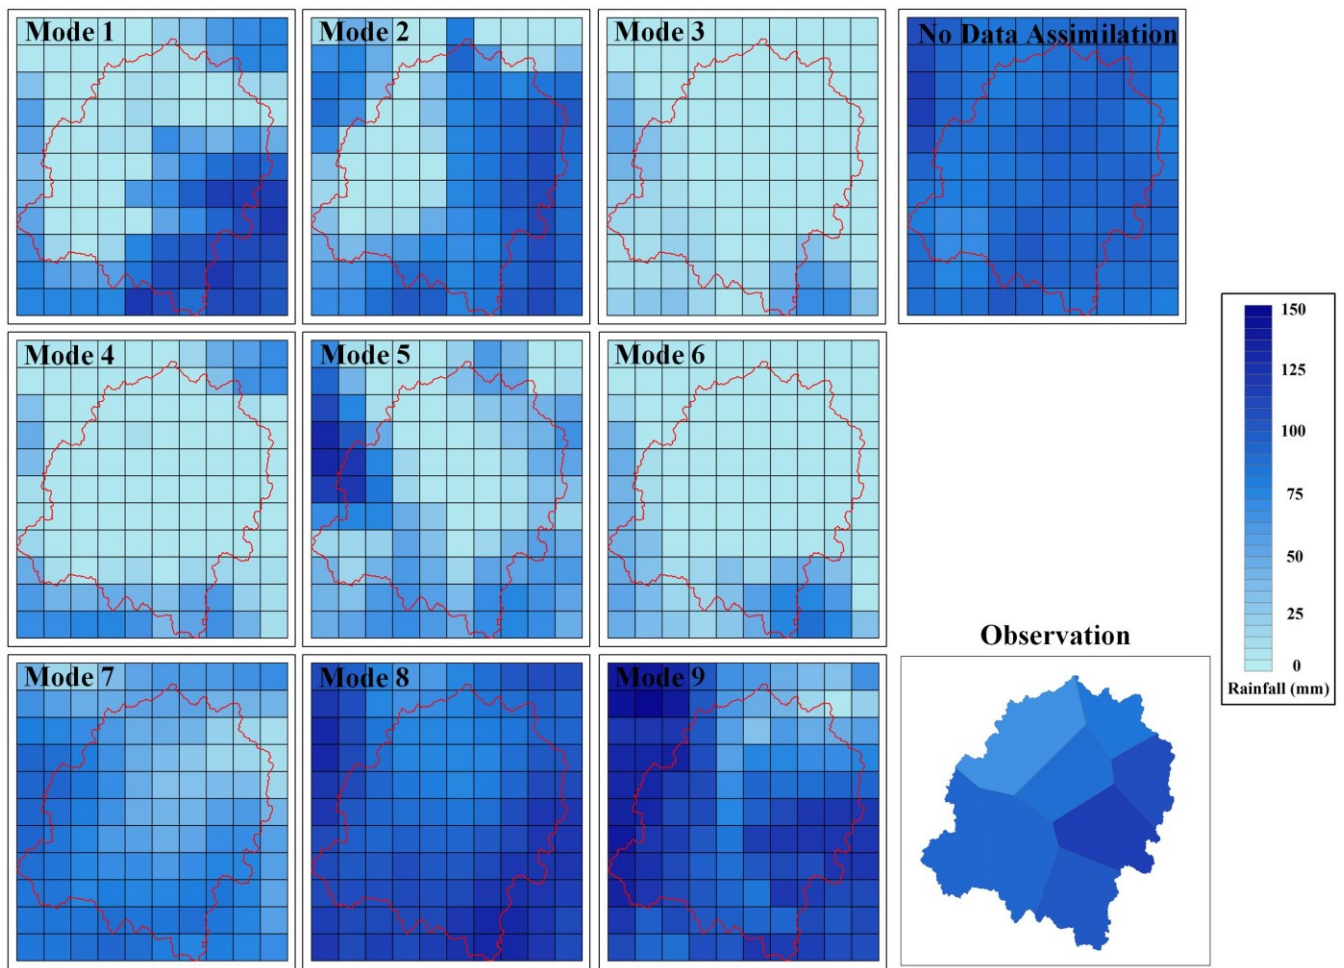 Mode 1
Mode 2
Mode 3
No Data Assimilation
Mode 4
Mode 5
Mode 6
150
125
100
75
50
25
0
Rainfall (mm)
Observation
Mode 7
Mode 8
Mode 9